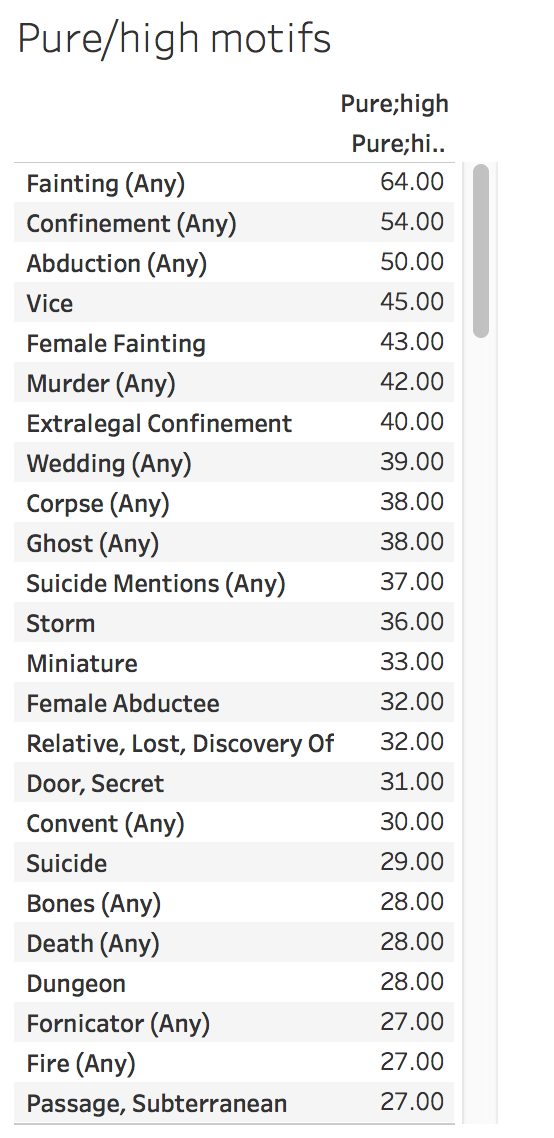 Pure/high motifs
Pure;high
Pure;hi..
Fainting (Any) 64.00
Confinement (Any) 54.00
Abduction (Any) 50.00
Vice 45.00
Female Fainting 43.00
Murder (Any) 42.00
Extralegal Confinement 40.00
Wedding (Any) 39.00
Corpse (Any) 38.00
Ghost (Any) 38.00
Suicide Mentions (Any) 37.00
Storm 36.00
Miniature 33.00
Female Abductee 32.00
Relative, Lost, Discovery Of 32.00
Door, Secret 31.00
Convent (Any) 30.00
Suicide 29.00
Bones (Any) 28.00
Death (Any) 28.00
Dungeon 28.00
Fornicator (Any) 27.00
Fire (Any) 27.00
Passage, Subterranean 27.00